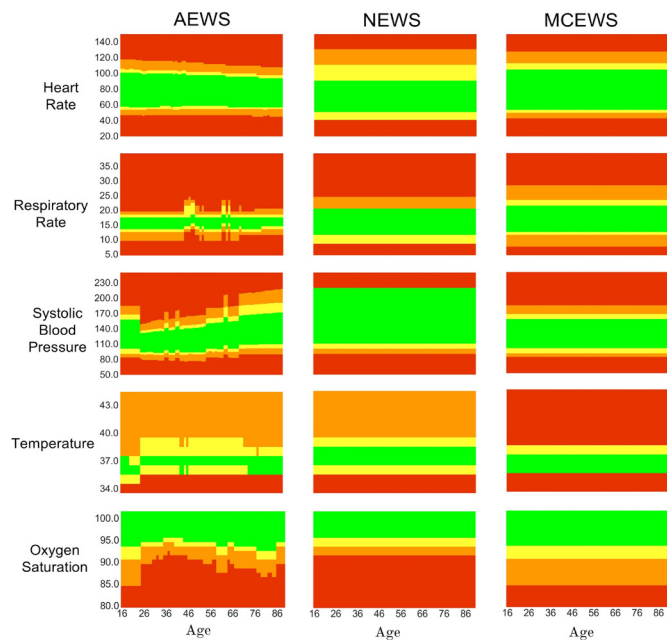 AEWS NEWS MCEWS
140.0
120.0
100.0
80.0
60.0
40.0
20.0
Heart
Rate
39.0
35.0
30.0
25.0
20.0
15.0
10.0
5.0
Respiratory
Rate
230.0
200.0
170.0
140.0
110.0
80.0
50.0
Systolic
Blood
Pressure
43.0
40.0
37.0
34.0
Temperature
100.0
95.0
90.0
85.0
80.0
Oxygen
Saturation
16 26 36 46 56 66 76 86 16 26 36 46 56 66 76 86 16 26 36 46 56 66 76 86
Age Age Age